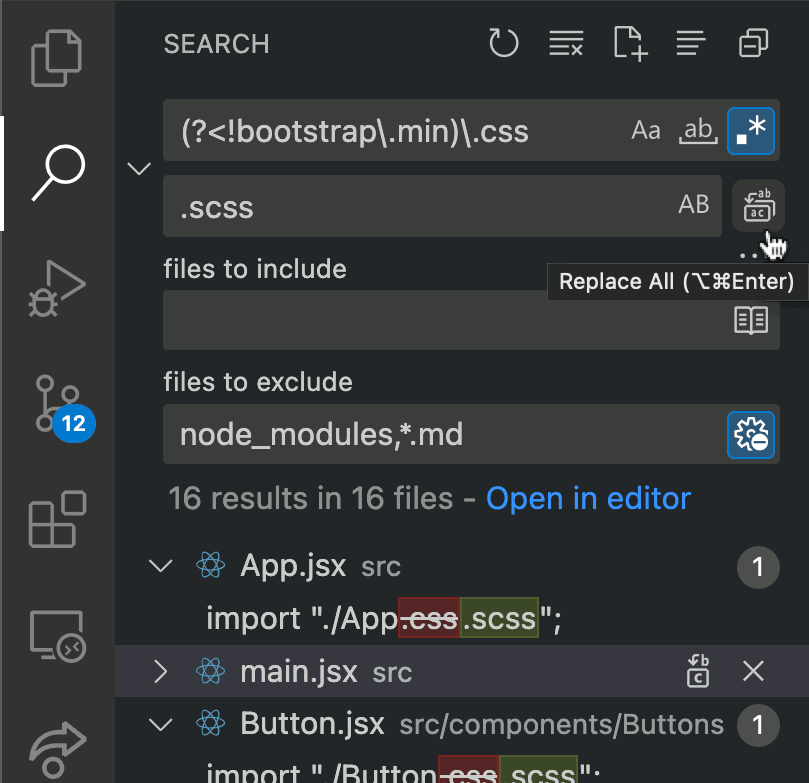 SEARCH
(?<!bootstrap\.min)\.css
Aa
ab
.*
.scss
AB
ab
ac
files to include
Replace All (⌥⌘Enter)
files to exclude
node_modules,*.md
12
16 results in 16 files - Open in editor
App.jsx src 1
import "./App.css.scss";
main.jsx src
b
c
Button.jsx src/components/Buttons 1
import "./Button.css.scss";